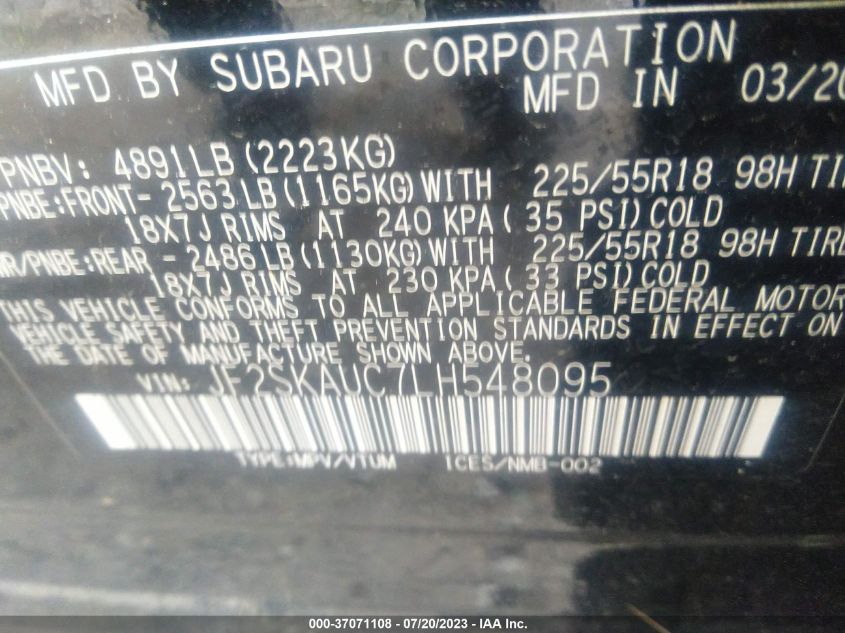 MFD BY SUBARU CORPORATION
MFD IN 03/20
PNBV: 4891LB(2223KG)
PNBE:FRONT- 2563 LB(1165KG)WITH 225/55R18 98H TI
18X7J RIMS AT 240 KPA( 35 PSI)COLD
WR/PNBE:REAR - 2486 LB(1130KG)WITH 225/55R18 98H TIRE
18X7J RIMS AT 230 KPA( 33 PSI)COLD
THIS VEHICLE CONFORMS TO ALL APPLICABLE FEDERAL MOTOR
VEHICLE SAFETY AND THEFT PREVENTION STANDARDS IN EFFECT ON
THE DATE OF MANUFACTURE SHOWN ABOVE.
VIN: JF2SKAUC7LH548095
TYPE:MPV/VTUM ICES/NMB-002
000-37071108 - 07/20/2023 - IAA Inc.